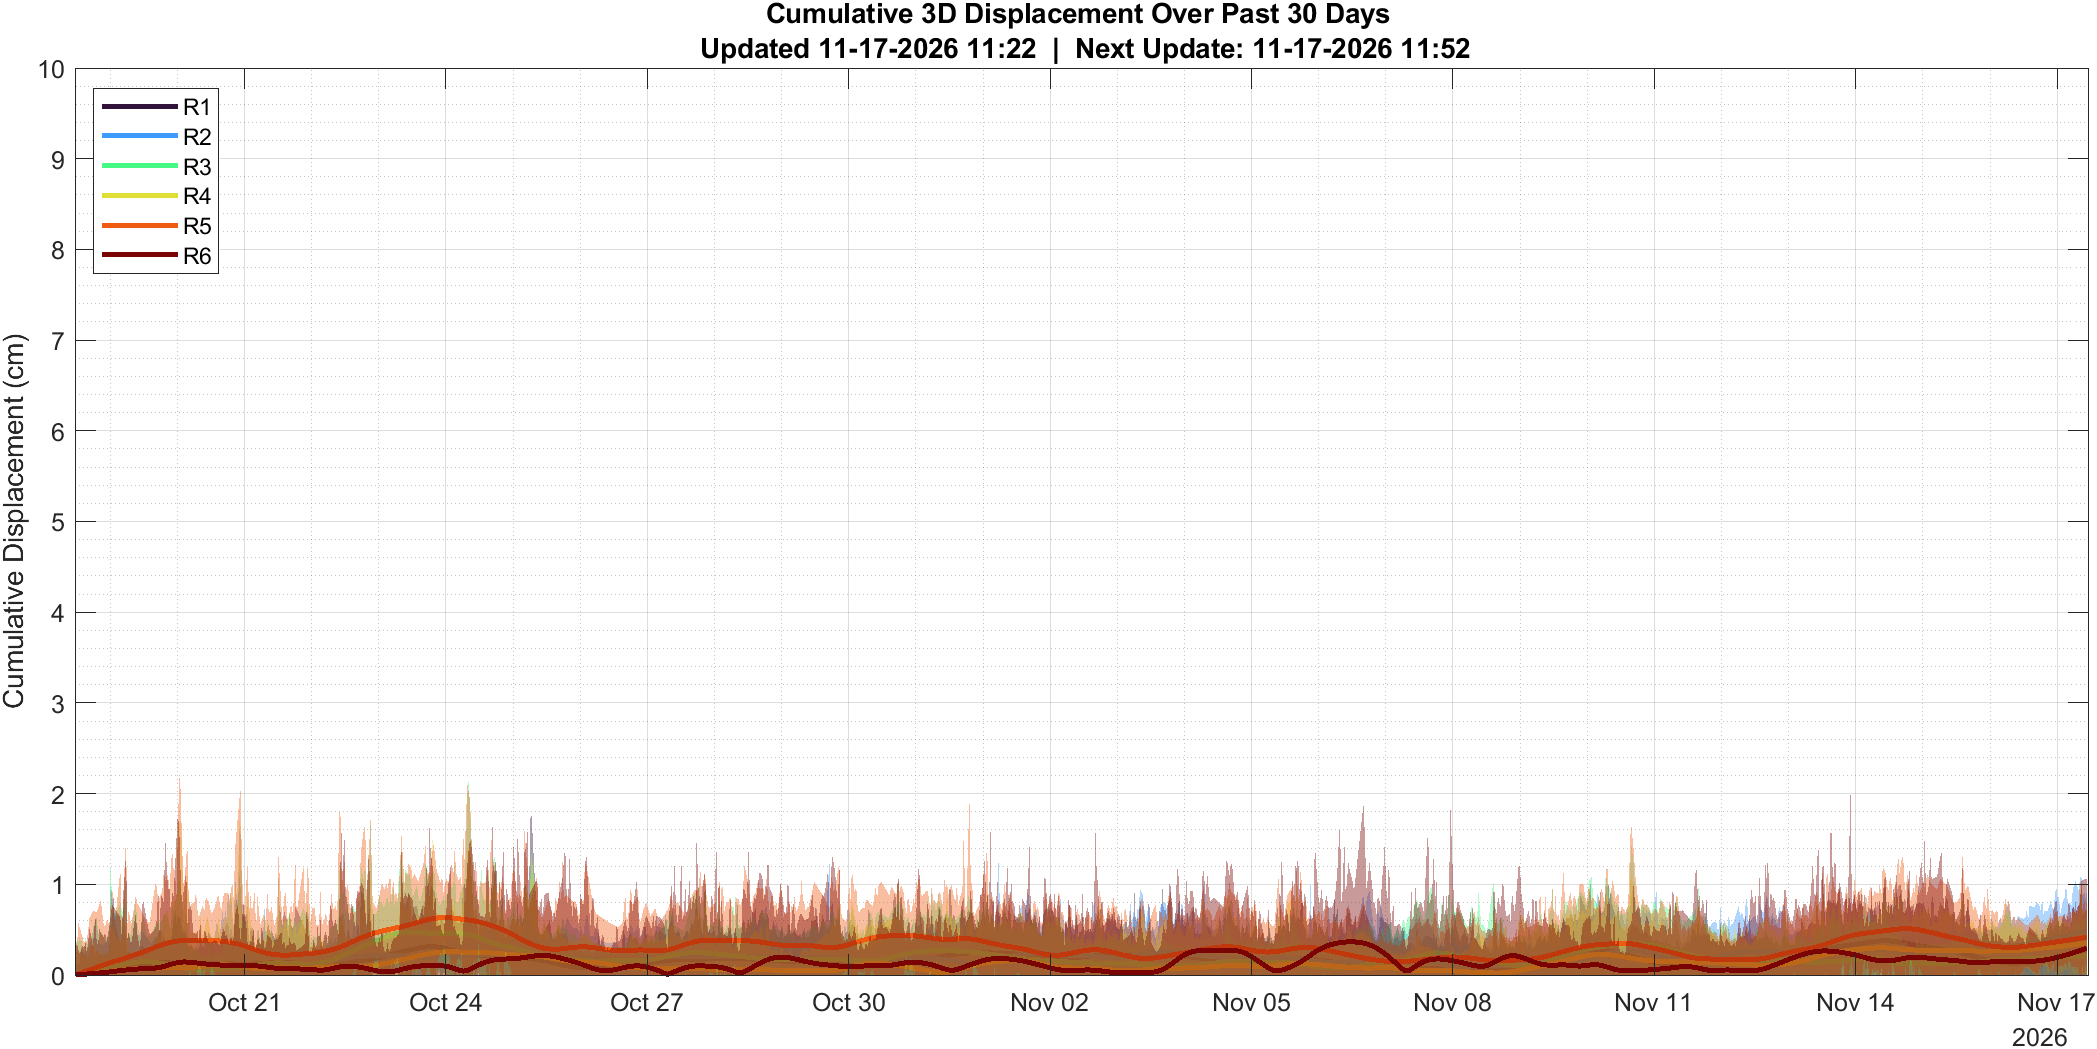 Cumulative 3D Displacement Over Past 30 Days
Updated 11-17-2026 11:22 | Next Update: 11-17-2026 11:52
Cumulative Displacement (cm)
10
9
8
7
6
5
4
3
2
1
0
R1
R2
R3
R4
R5
R6
Oct 21
Oct 24
Oct 27
Oct 30
Nov 02
Nov 05
Nov 08
Nov 11
Nov 14
Nov 17
2026